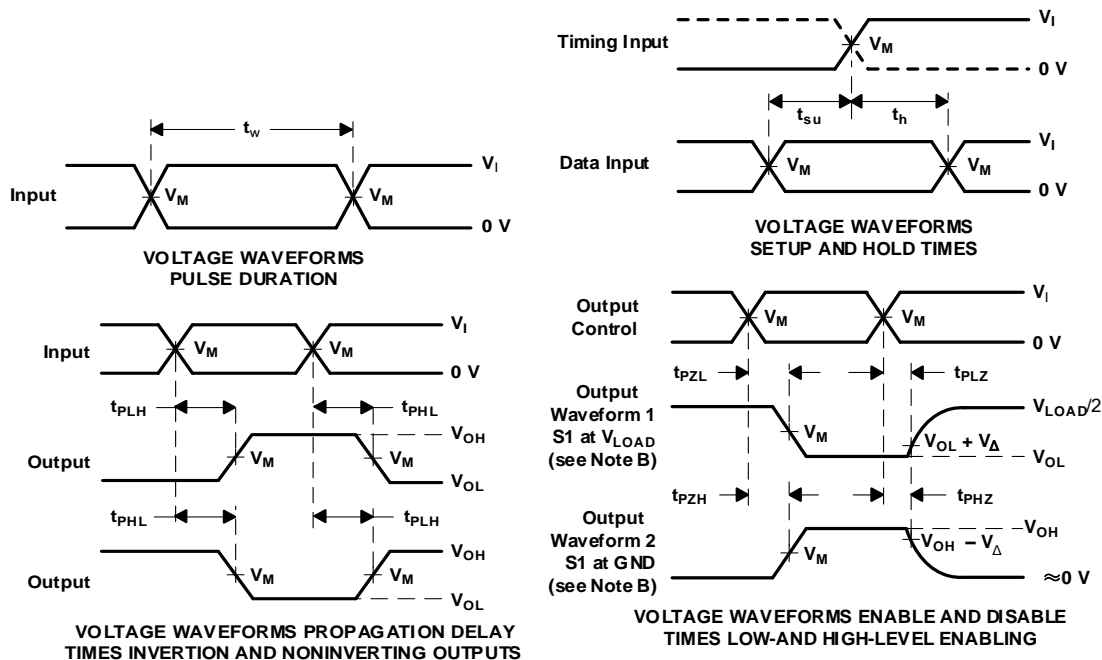 t_w
Input
V_M
V_M
V_I
0 V
VOLTAGE WAVEFORMS
PULSE DURATION
Timing Input
V_M
V_I
0 V
t_su
t_h
Data Input
V_M
V_M
V_I
0 V
VOLTAGE WAVEFORMS
SETUP AND HOLD TIMES
Input
V_M
V_M
V_I
0 V
t_PLH
t_PHL
Output
V_M
V_M
V_OH
V_OL
t_PHL
t_PLH
Output
V_M
V_M
V_OH
V_OL
VOLTAGE WAVEFORMS PROPAGATION DELAY
TIMES INVERTION AND NONINVERTING OUTPUTS
Output
Control
V_M
V_M
V_I
0 V
t_PZL
t_PLZ
Output
Waveform 1
S1 at V_LOAD
(see Note B)
V_M
V_LOAD/2
V_OL + V_Δ
V_OL
t_PZH
t_PHZ
Output
Waveform 2
S1 at GND
(see Note B)
V_M
V_OH
V_OH – V_Δ
≈0 V
VOLTAGE WAVEFORMS ENABLE AND DISABLE
TIMES LOW-AND HIGH-LEVEL ENABLING